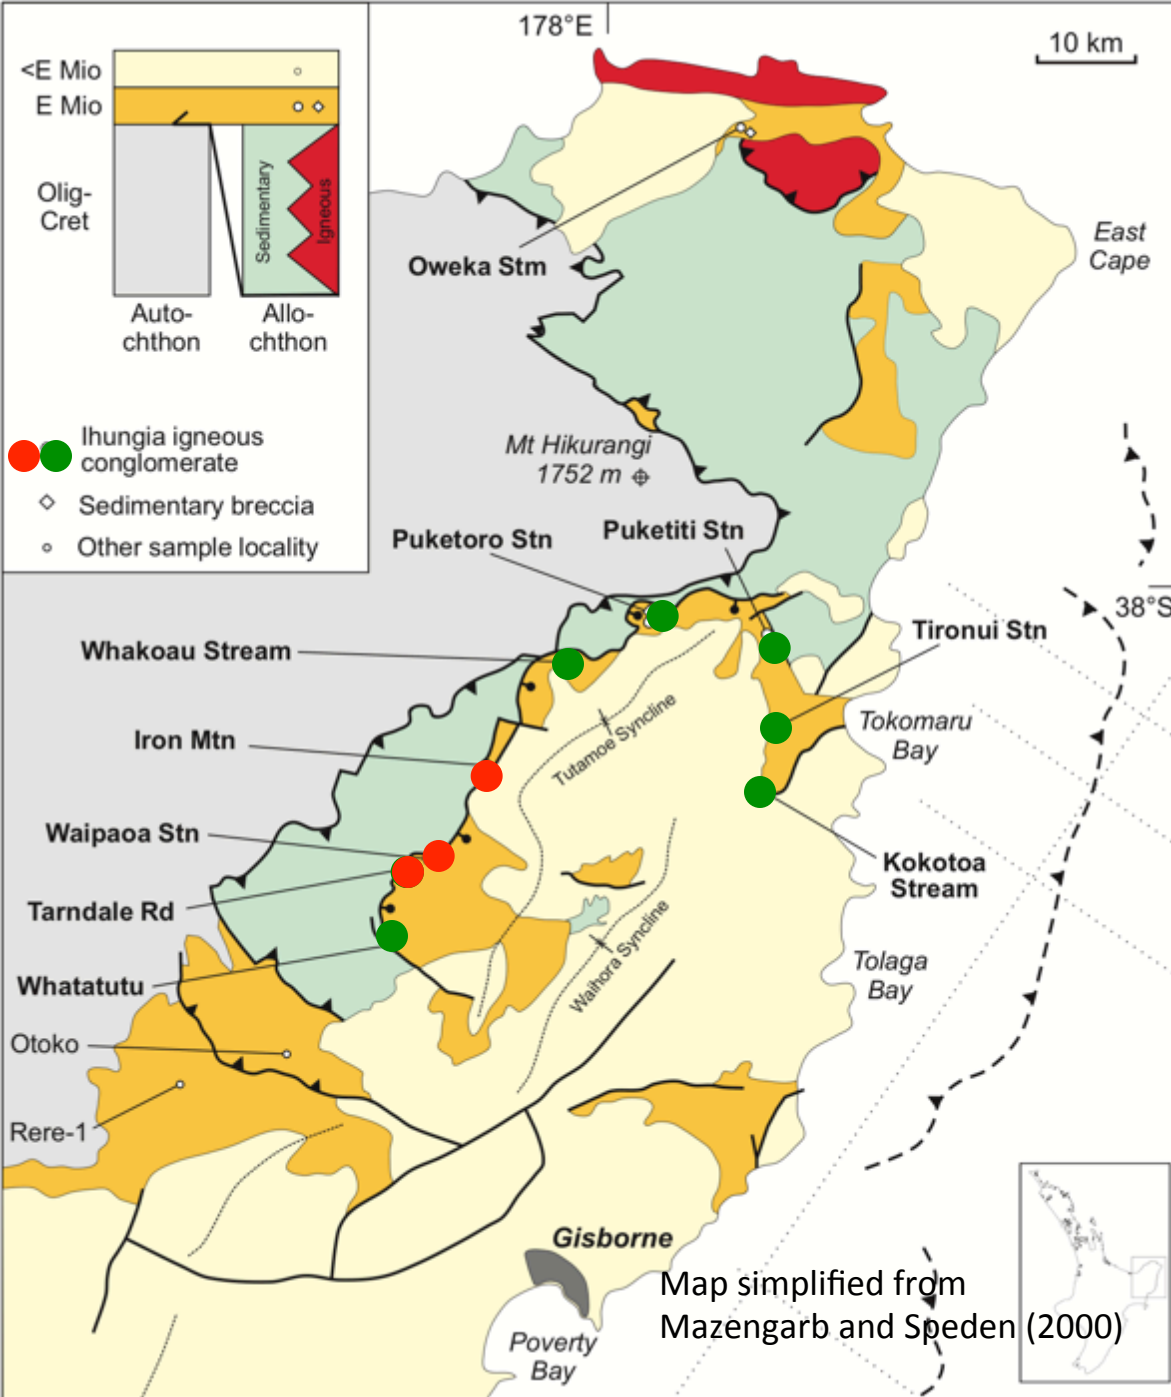 178°E
10 km
<E Mio
E Mio
Olig-
Cret
Sedimentary
Igneous
Auto-
chthon
Allo-
chthon
Ihungia igneous
conglomerate
Sedimentary breccia
Other sample locality
East
Cape
Oweka Stm
Mt Hikurangi
1752 m
Puketoro Stn
Puketiti Stn
38°S
Tironui Stn
Whakoau Stream
Tokomaru
Bay
Iron Mtn
Tutamoe Syncline
Waipaoa Stn
Kokotoa
Stream
Tarndale Rd
Waihora Syncline
Tolaga
Bay
Whatatutu
Otoko
Rere-1
Gisborne
Map simplified from
Mazengarb and Speden (2000)
Poverty
Bay